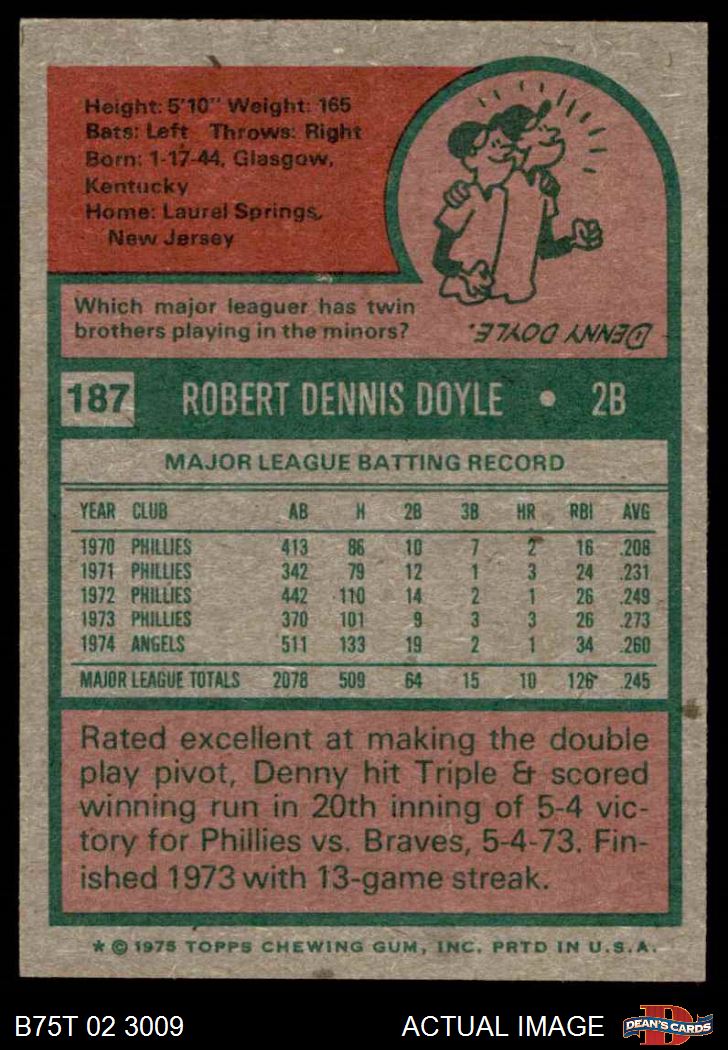 Height: 5'10" Weight: 165
Bats: Left Throws: Right
Born: 1-17-44, Glasgow,
Kentucky
Home: Laurel Springs,
New Jersey
Which major leaguer has twin
brothers playing in the minors?
DENNY DOYLE.
187 ROBERT DENNIS DOYLE • 2B
MAJOR LEAGUE BATTING RECORD
YEAR CLUB AB H 2B 3B HR RBI AVG
1970 PHILLIES 413 86 10 7 2 16 .208
1971 PHILLIES 342 79 12 1 3 24 .231
1972 PHILLIES 442 110 14 2 1 26 .249
1973 PHILLIES 370 101 9 3 3 26 .273
1974 ANGELS 511 133 19 2 1 34 .260
MAJOR LEAGUE TOTALS 2078 509 64 15 10 126 .245
Rated excellent at making the double
play pivot, Denny hit Triple & scored
winning run in 20th inning of 5-4 vic-
tory for Phillies vs. Braves, 5-4-73. Fin-
ished 1973 with 13-game streak.
* © 1975 TOPPS CHEWING GUM, INC. PRTD IN U.S.A.
B75T 02 3009 ACTUAL IMAGE
D
DEAN'S CARDS